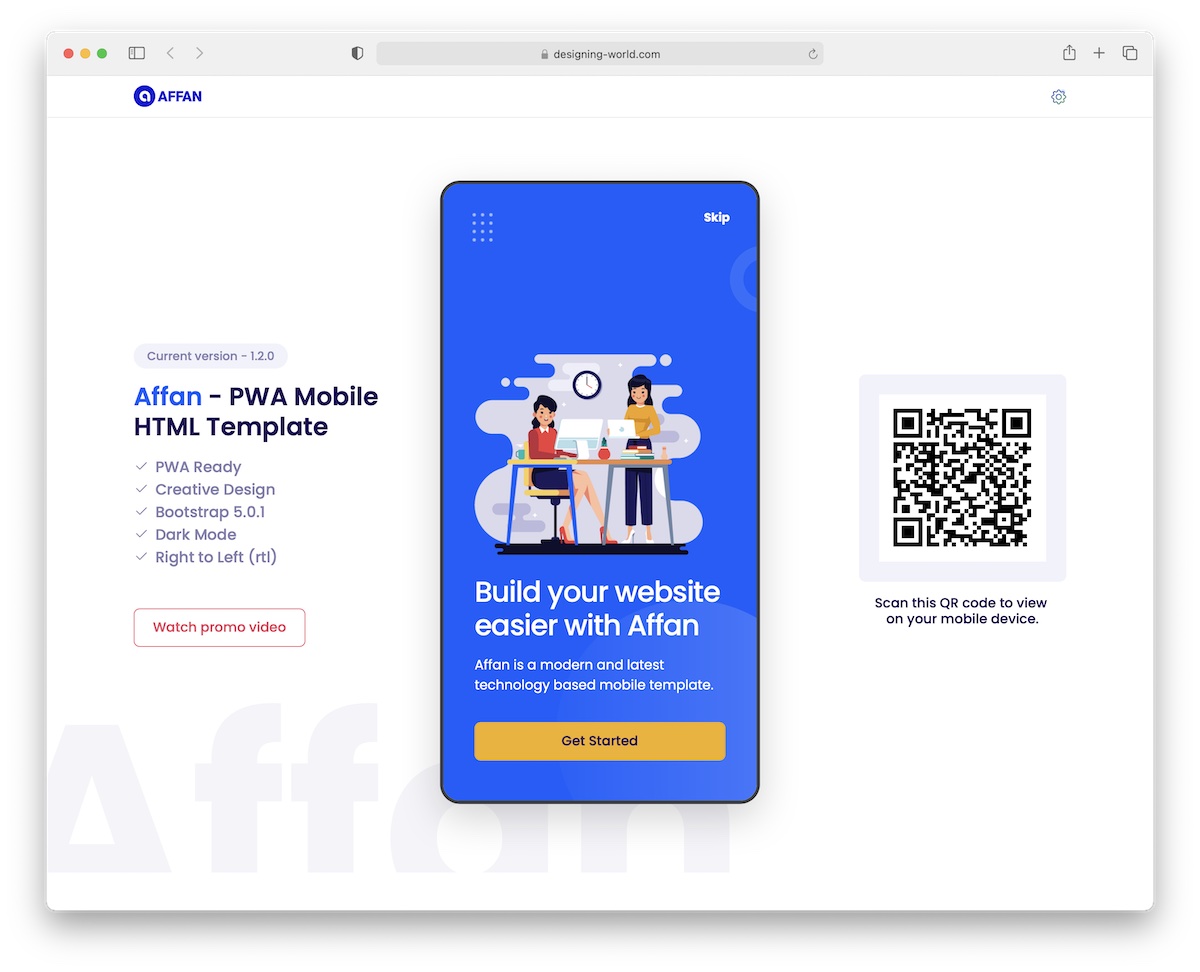 designing-world.com
AFFAN
Current version - 1.2.0
Affan - PWA Mobile
HTML Template
PWA Ready
Creative Design
Bootstrap 5.0.1
Dark Mode
Right to Left (rtl)
Watch promo video
Skip
Build your website
easier with Affan
Affan is a modern and latest
technology based mobile template.
Get Started
Scan this QR code to view
on your mobile device.
Affan